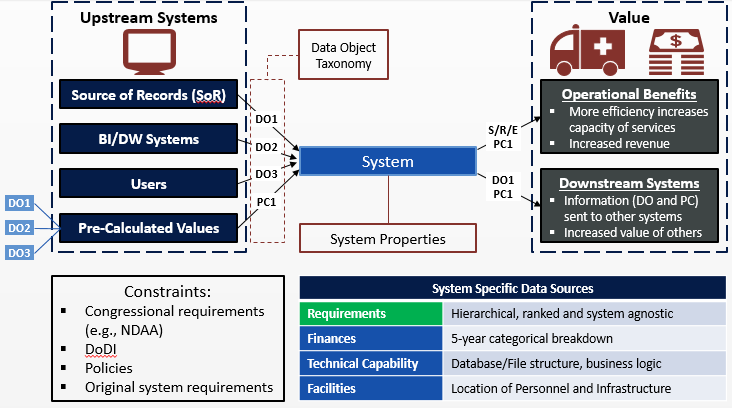 Upstream Systems
Source of Records (SoR)
BI/DW Systems
Users
Pre-Calculated Values
DO1
DO2
DO3
Data Object
Taxonomy
DO1
DO2
DO3
PC1
System
System Properties
S/R/E
PC1
DO1
PC1
Value
$
Operational Benefits
▪ More efficiency increases
capacity of services
▪ Increased revenue
Downstream Systems
▪ Information (DO and PC)
sent to other systems
▪ Increased value of others
Constraints:
▪ Congressional requirements
(e.g., NDAA)
▪ DoDI
▪ Policies
▪ Original system requirements
System Specific Data Sources
Requirements Hierarchical, ranked and system agnostic
Finances 5-year categorical breakdown
Technical Capability Database/File structure, business logic
Facilities Location of Personnel and Infrastructure